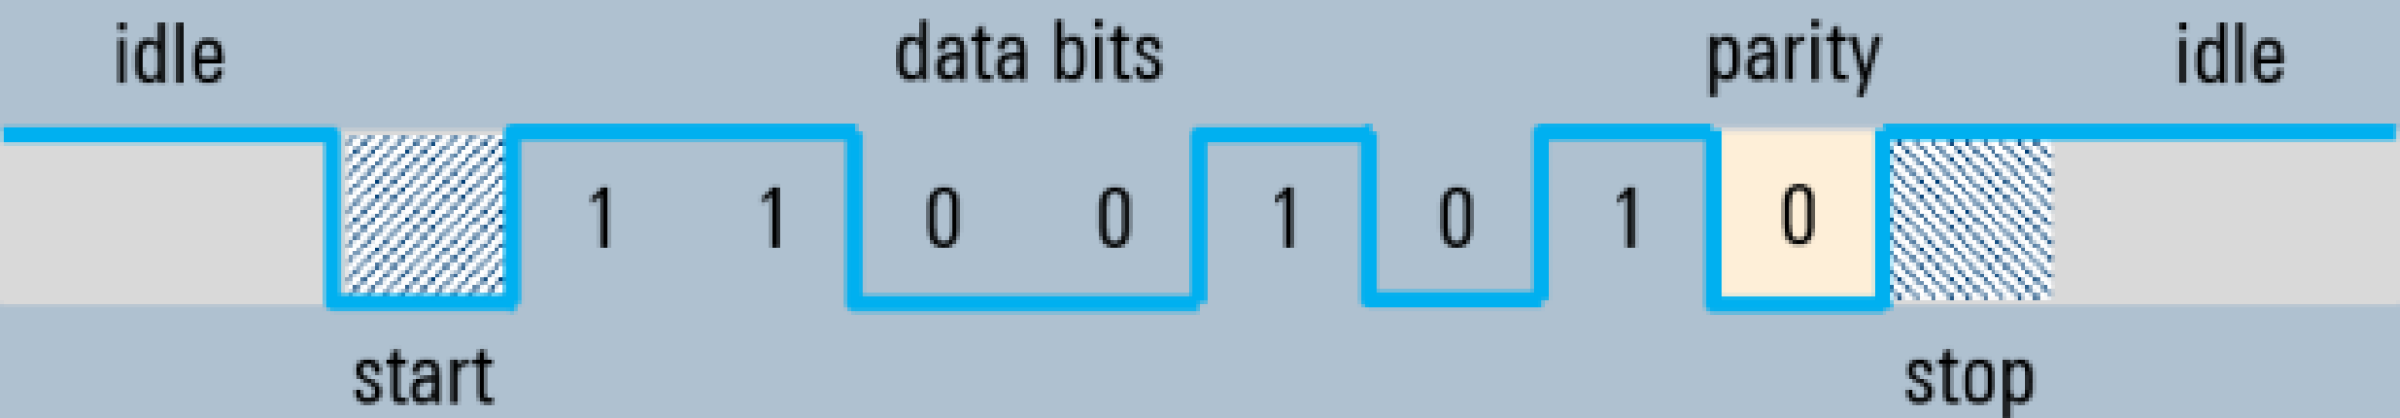 idle data bits parity idle
1 1 0 0 1 0 1 0
start stop